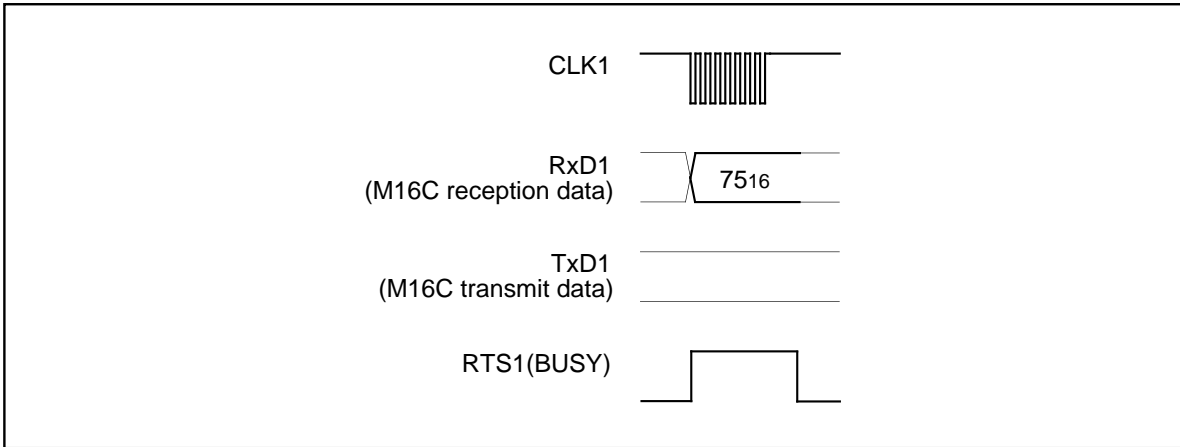 CLK1
RxD1
(M16C reception data)
7516
TxD1
(M16C transmit data)
RTS1(BUSY)